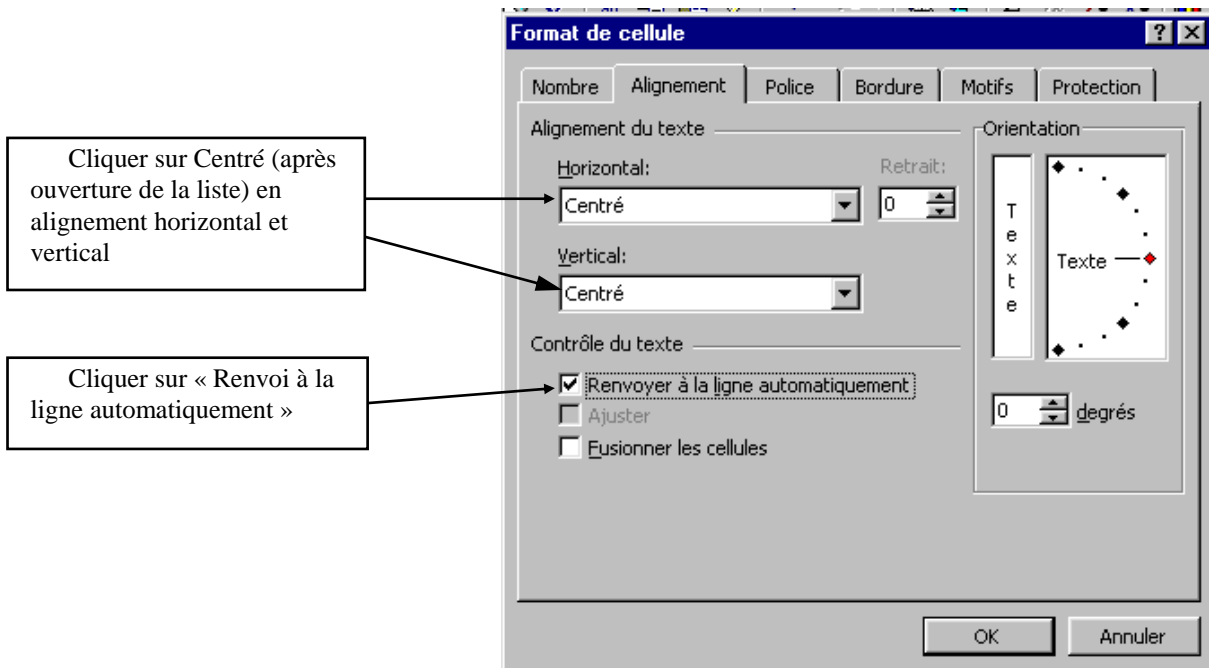 Format de cellule
Nombre Alignement Police Bordure Motifs Protection
Alignement du texte
Horizontal:
Retrait:
Centré
0
Vertical:
Centré
Contrôle du texte
Renvoyer à la ligne automatiquement
Ajuster
Fusionner les cellules
Orientation
Texte
Texte
0 degrés
OK Annuler
Cliquer sur Centré (après
ouverture de la liste) en
alignement horizontal et
vertical
Cliquer sur « Renvoi à la
ligne automatiquement »